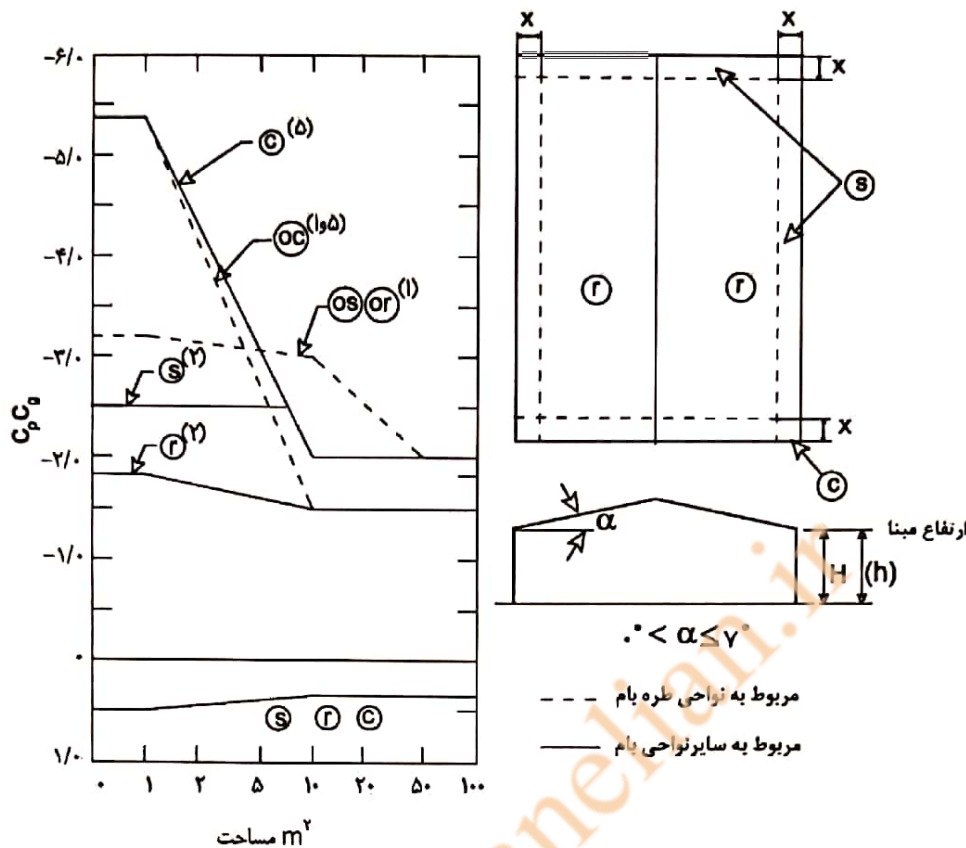 -۶/۰
-۵/۰
-۴/۰
-۳/۰
-۲/۰
-۱/۰
۰
۱/۰
CpCg
c (۵)
oc (۱و۵)
os or (۱)
s (۲)
r (۲)
s r c
۰ ۱ ۲ ۵ ۱۰ ۲۰ ۵۰ ۱۰۰
مساحت m²
x x
x
s
r r
x
c
α
ارتفاع مبنا
H (h)
۰° < α ≤ ۷°
مربوط به نواحی طره بام
مربوط به سایرنواحی بام
nelian.ir